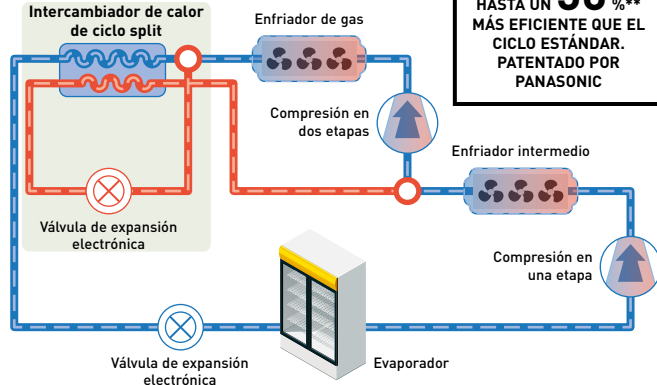 Intercambiador de calor
de ciclo split
Enfriador de gas
HASTA UN %**
MÁS EFICIENTE QUE EL
CICLO ESTÁNDAR.
PATENTADO POR
PANASONIC
Compresión en
dos etapas
Enfriador intermedio
Válvula de expansión
electrónica
Compresión en
una etapa
Válvula de expansión
electrónica
Evaporador